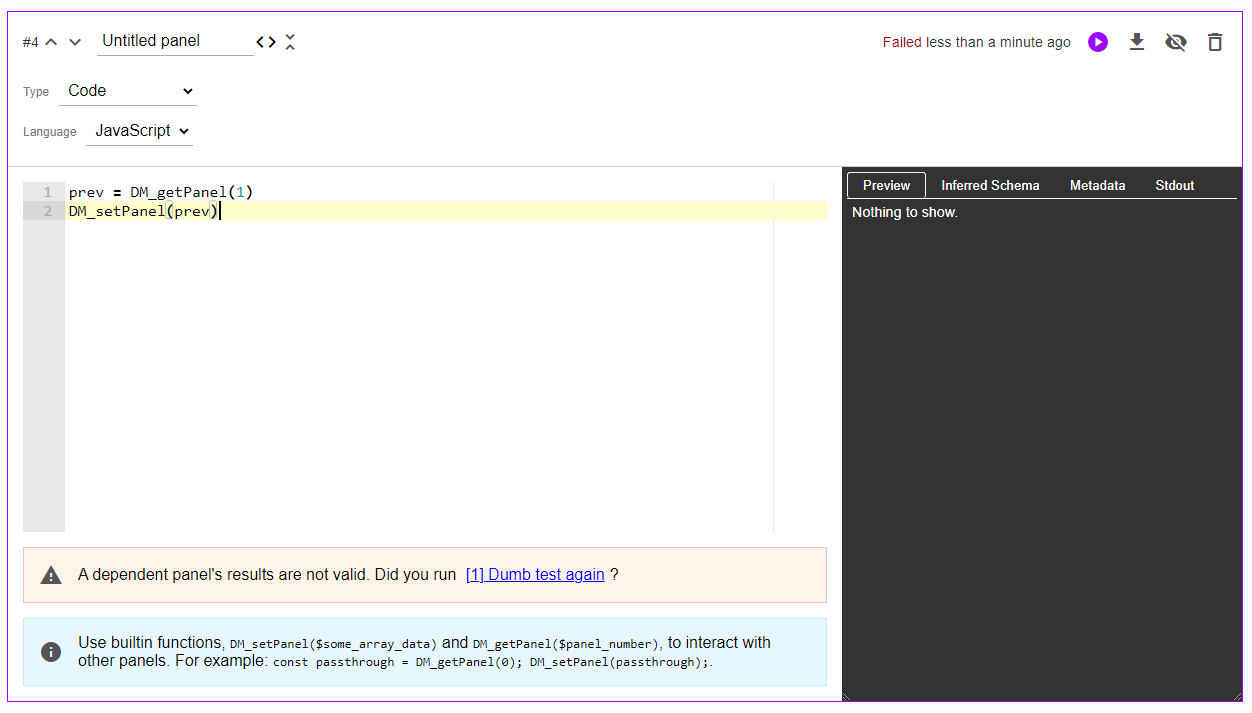 #4 Untitled panel <> Failed less than a minute ago
Type Code
Language JavaScript
1 prev = DM_getPanel(1)
2 DM_setPanel(prev)
Preview Inferred Schema Metadata Stdout
Nothing to show.
A dependent panel's results are not valid. Did you run [1] Dumb test again ?
Use builtin functions, DM_setPanel($some_array_data) and DM_getPanel($panel_number), to interact with
other panels. For example: const passthrough = DM_getPanel(0); DM_setPanel(passthrough);.